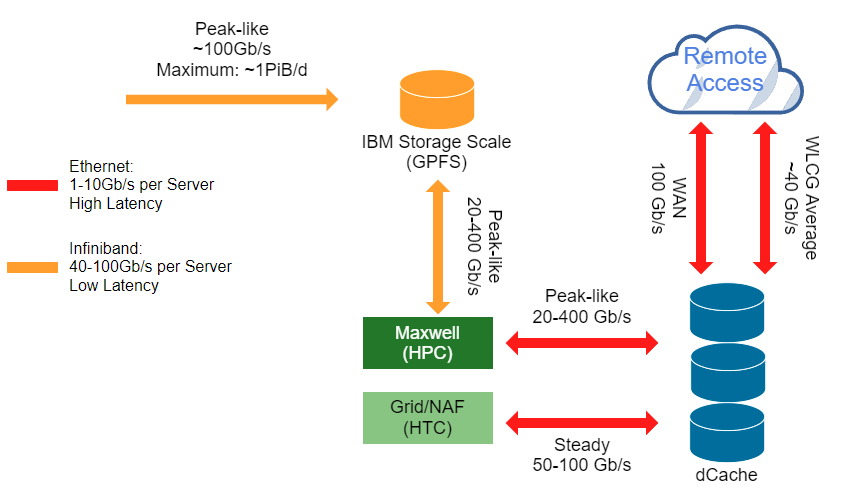 Peak-like
~100Gb/s
Maximum: ~1PiB/d
Remote
Access
IBM Storage Scale
(GPFS)
Ethernet:
1-10Gb/s per Server
High Latency
Infiniband:
40-100Gb/s per Server
Low Latency
Peak-like
20-400 Gb/s
WAN
100 Gb/s
WLCG Average
~40 Gb/s
Maxwell
(HPC)
Peak-like
20-400 Gb/s
Grid/NAF
(HTC)
Steady
50-100 Gb/s
dCache